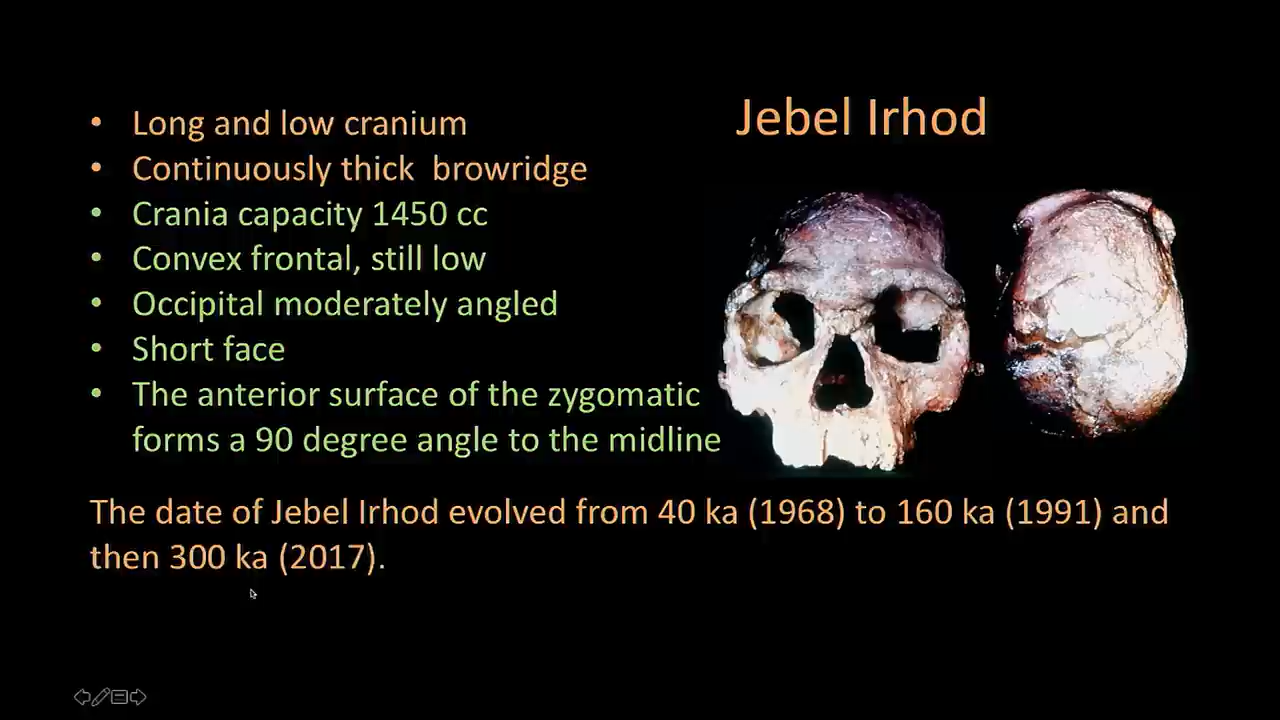 Jebel Irhod
• Long and low cranium
• Continuously thick  browridge
• Crania capacity 1450 cc
• Convex frontal, still low
• Occipital moderately angled
• Short face
• The anterior surface of the zygomatic
forms a 90 degree angle to the midline
The date of Jebel Irhod evolved from 40 ka (1968) to 160 ka (1991) and
then 300 ka (2017).